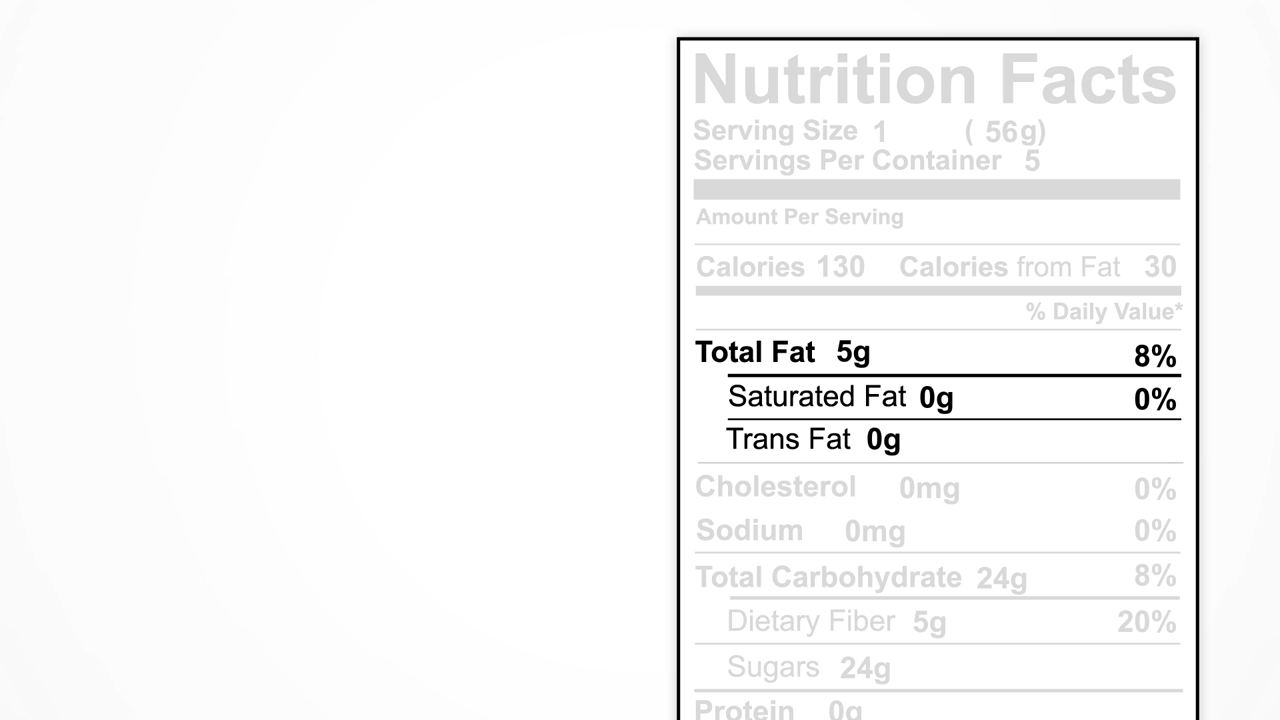 Nutrition Facts
Serving Size 1 ( 56g)
Servings Per Container 5
Amount Per Serving
Calories 130 Calories from Fat 30
% Daily Value*
Total Fat 5g 8%
Saturated Fat 0g 0%
Trans Fat 0g
Cholesterol 0mg 0%
Sodium 0mg 0%
Total Carbohydrate 24g 8%
Dietary Fiber 5g 20%
Sugars 24g
Protein 0g